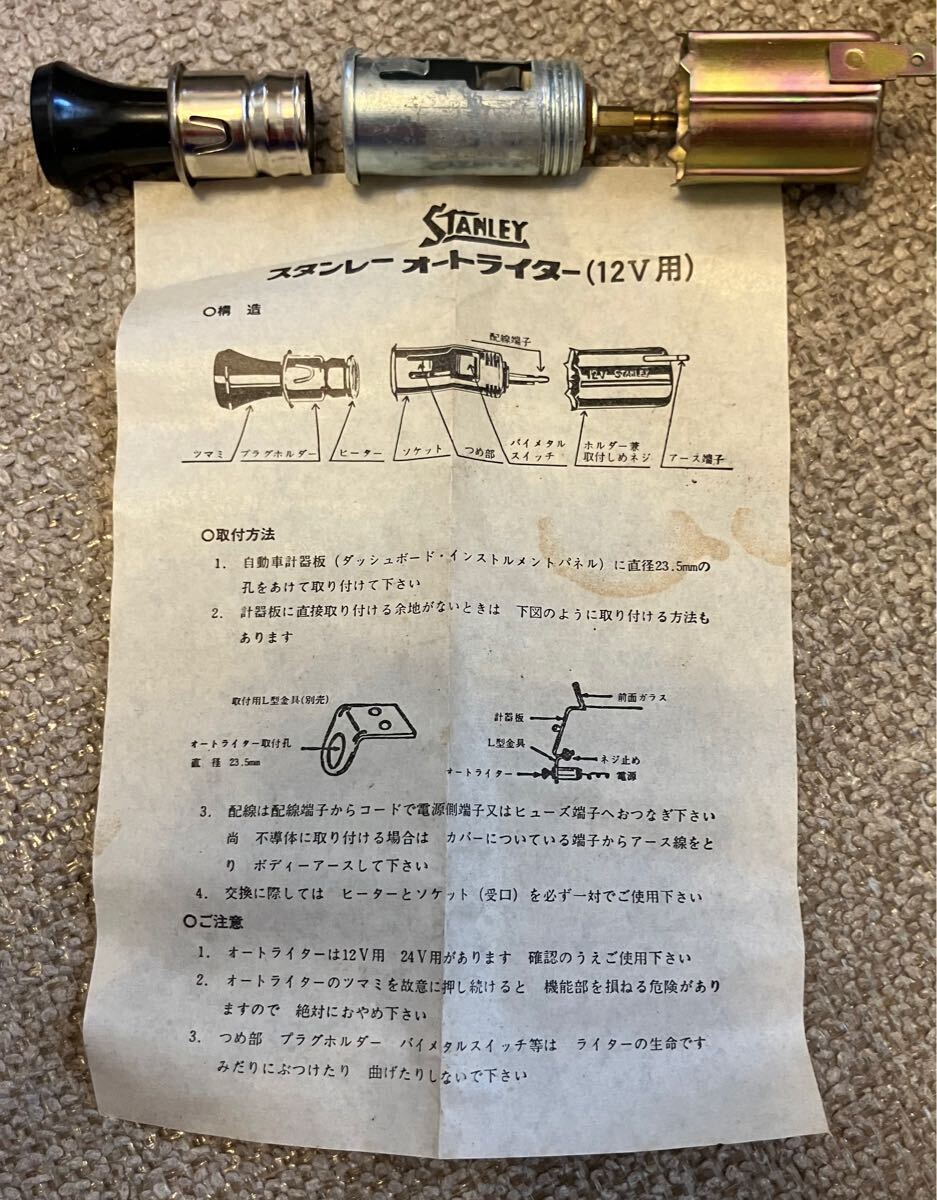 STANLEY
スタンレー オートライター(12V用)
○構 造
配線端子
12V STANLEY
ツマミ プラグホルダー ヒーター ソケット つめ部 バイメタルスイッチ ホルダー兼取付しめネジ アース端子
○取付方法
1. 自動車計器板(ダッシュボード・インストルメントパネル)に直径23.5mmの
孔をあけて取り付けて下さい
2. 計器板に直接取り付ける余地がないときは 下図のように取り付ける方法も
あります
取付用L型金具(別売)
オートライター取付孔
直 径 23.5mm
前面ガラス
計器板
L型金具
ネジ止め
オートライター
電源
3. 配線は配線端子からコードで電源側端子又はヒューズ端子へおつなぎ下さい
尚 不導体に取り付ける場合は カバーについている端子からアース線をと
り ボディーアースして下さい
4. 交換に際しては ヒーターとソケット(受口)を必ず一対でご使用下さい
○ご注意
1. オートライターは12V用 24V用があります 確認のうえご使用下さい
2. オートライターのツマミを故意に押し続けると 機能部を損ねる危険があり
ますので 絶対におやめ下さい
3. つめ部 プラグホルダー バイメタルスイッチ等は ライターの生命です
みだりにぶつけたり 曲げたりしないで下さい